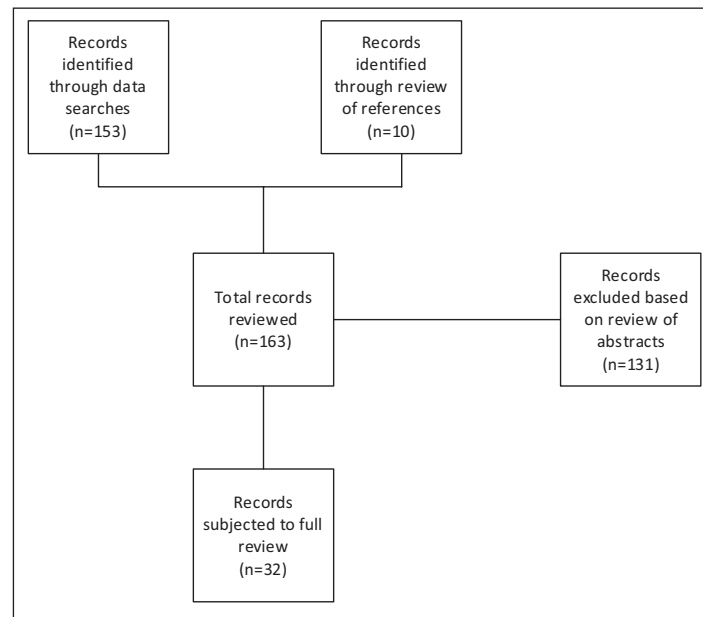 Records
identified
through data
searches
(n=153)
Records
identified
through review
of references
(n=10)
Total records
reviewed
(n=163)
Records
excluded based
on review of
abstracts
(n=131)
Records
subjected to full
review
(n=32)